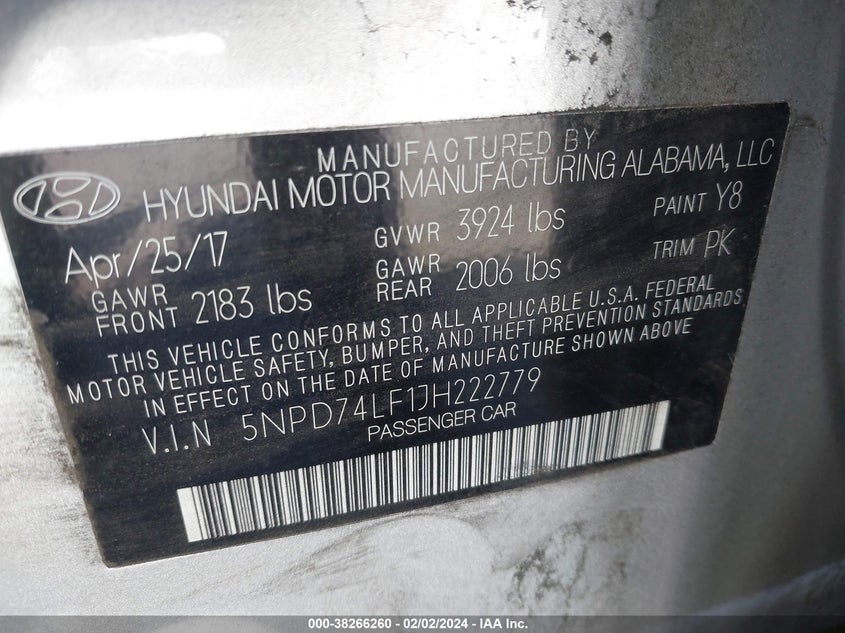 MANUFACTURED BY
HYUNDAI MOTOR MANUFACTURING ALABAMA, LLC
Apr/25/17 GVWR 3924 lbs PAINT Y8
GAWR FRONT 2183 lbs GAWR REAR 2006 lbs TRIM PK
THIS VEHICLE CONFORMS TO ALL APPLICABLE U.S.A. FEDERAL
MOTOR VEHICLE SAFETY, BUMPER, AND THEFT PREVENTION STANDARDS
IN EFFECT ON THE DATE OF MANUFACTURE SHOWN ABOVE
V.I.N 5NPD74LF1JH222779
PASSENGER CAR
000-38266260 - 02/02/2024 - IAA Inc.